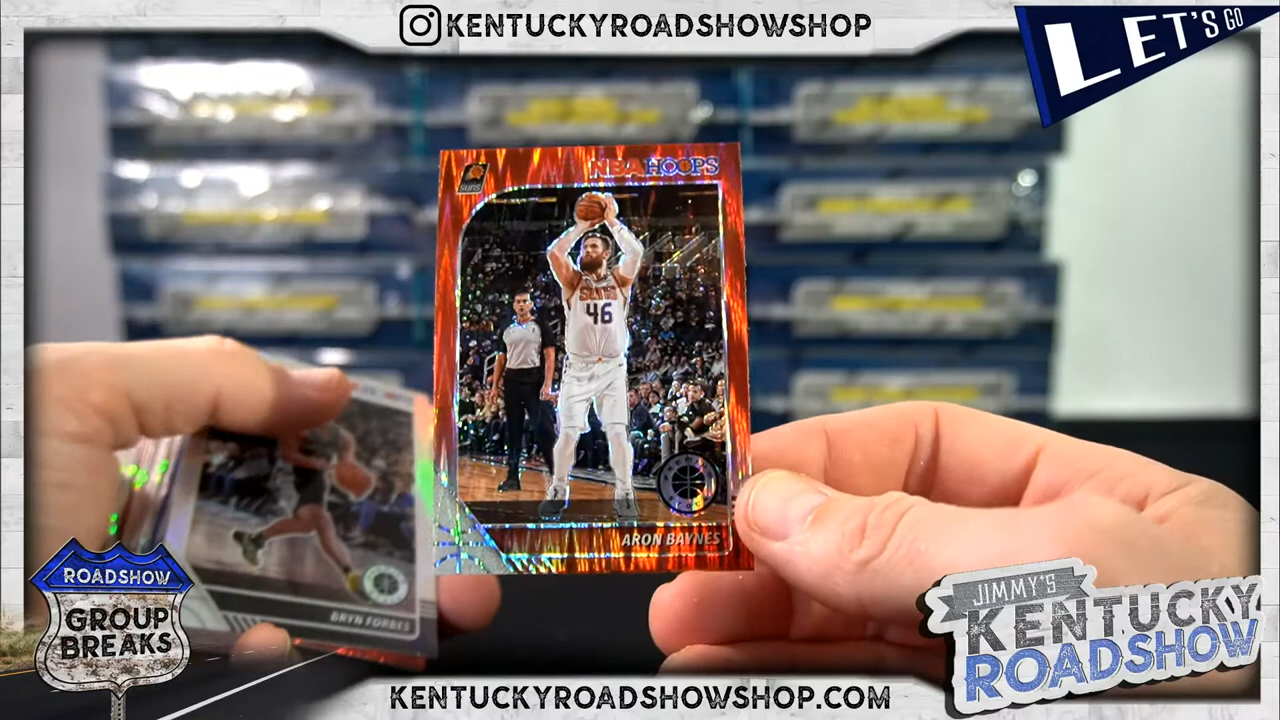 KENTUCKYROADSHOWSHOP
LET'S GO
NBA HOOPS
SUNS
SUNS
46
ARON BAYNES
BRYN FORBES
ROADSHOW
GROUP
BREAKS
JIMMY'S
KENTUCKY
ROADSHOW
KENTUCKYROADSHOWSHOP.COM